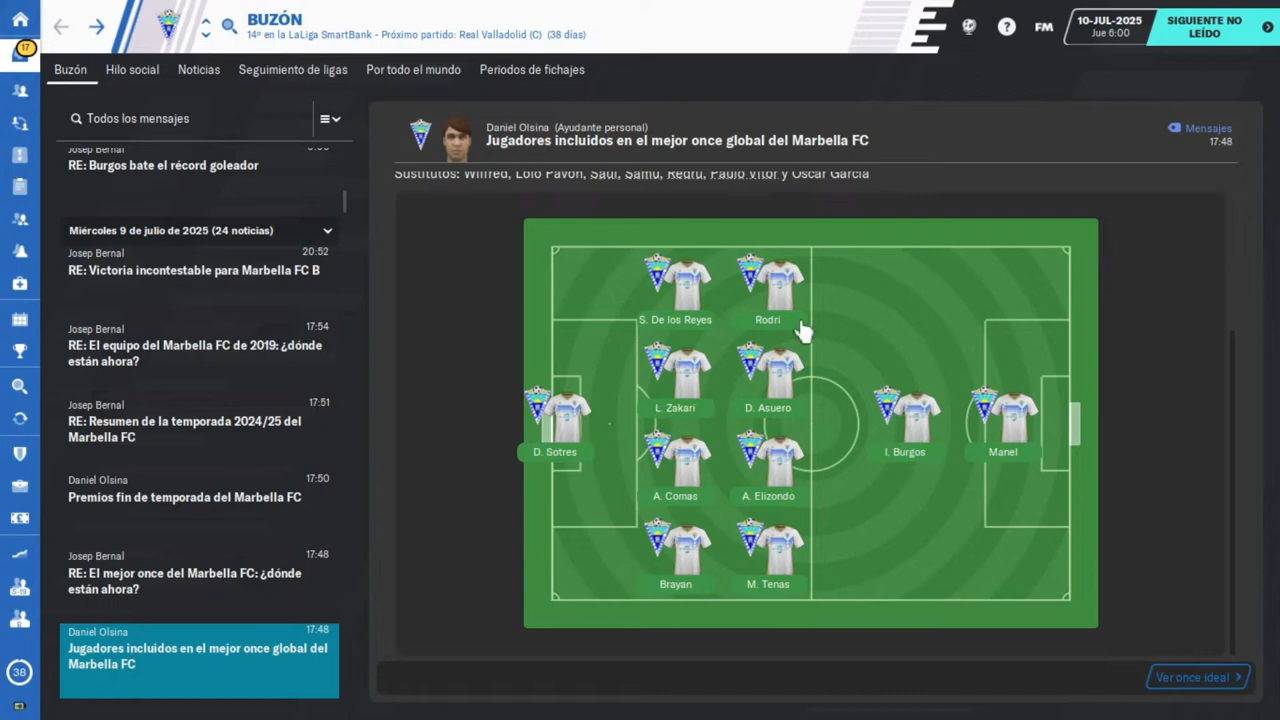 17
BUZÓN
14º en la LaLiga SmartBank - Próximo partido: Real Valladolid (C) (38 días)
FM
10-JUL-2025
Jue 6:00
SIGUIENTE NO
LEÍDO
Buzón
Hilo social
Noticias
Seguimiento de ligas
Por todo el mundo
Periodos de fichajes
Todos los mensajes
Josep Bernal
RE: Burgos bate el récord goleador
Miércoles 9 de julio de 2025 (24 noticias)
Josep Bernal
20:52
RE: Victoria incontestable para Marbella FC B
Josep Bernal
17:54
RE: El equipo del Marbella FC de 2019: ¿dónde
están ahora?
Josep Bernal
17:51
RE: Resumen de la temporada 2024/25 del
Marbella FC
Daniel Olsina
17:50
Premios fin de temporada del Marbella FC
Josep Bernal
17:48
RE: El mejor once del Marbella FC: ¿dónde
están ahora?
Daniel Olsina
17:48
Jugadores incluidos en el mejor once global del
Marbella FC
38
Daniel Olsina (Ayudante personal)
Jugadores incluidos en el mejor once global del Marbella FC
Mensajes
17:48
Sustitutos: Wilfred, Lolo Pavón, Saúl, Samu, Redru, Paulo Vitor y Óscar García
S. De los Reyes
Rodri
L. Zakari
D. Asuero
D. Sotres
I. Burgos
Manel
A. Comas
A. Elizondo
Brayan
M. Tenas
Ver once ideal